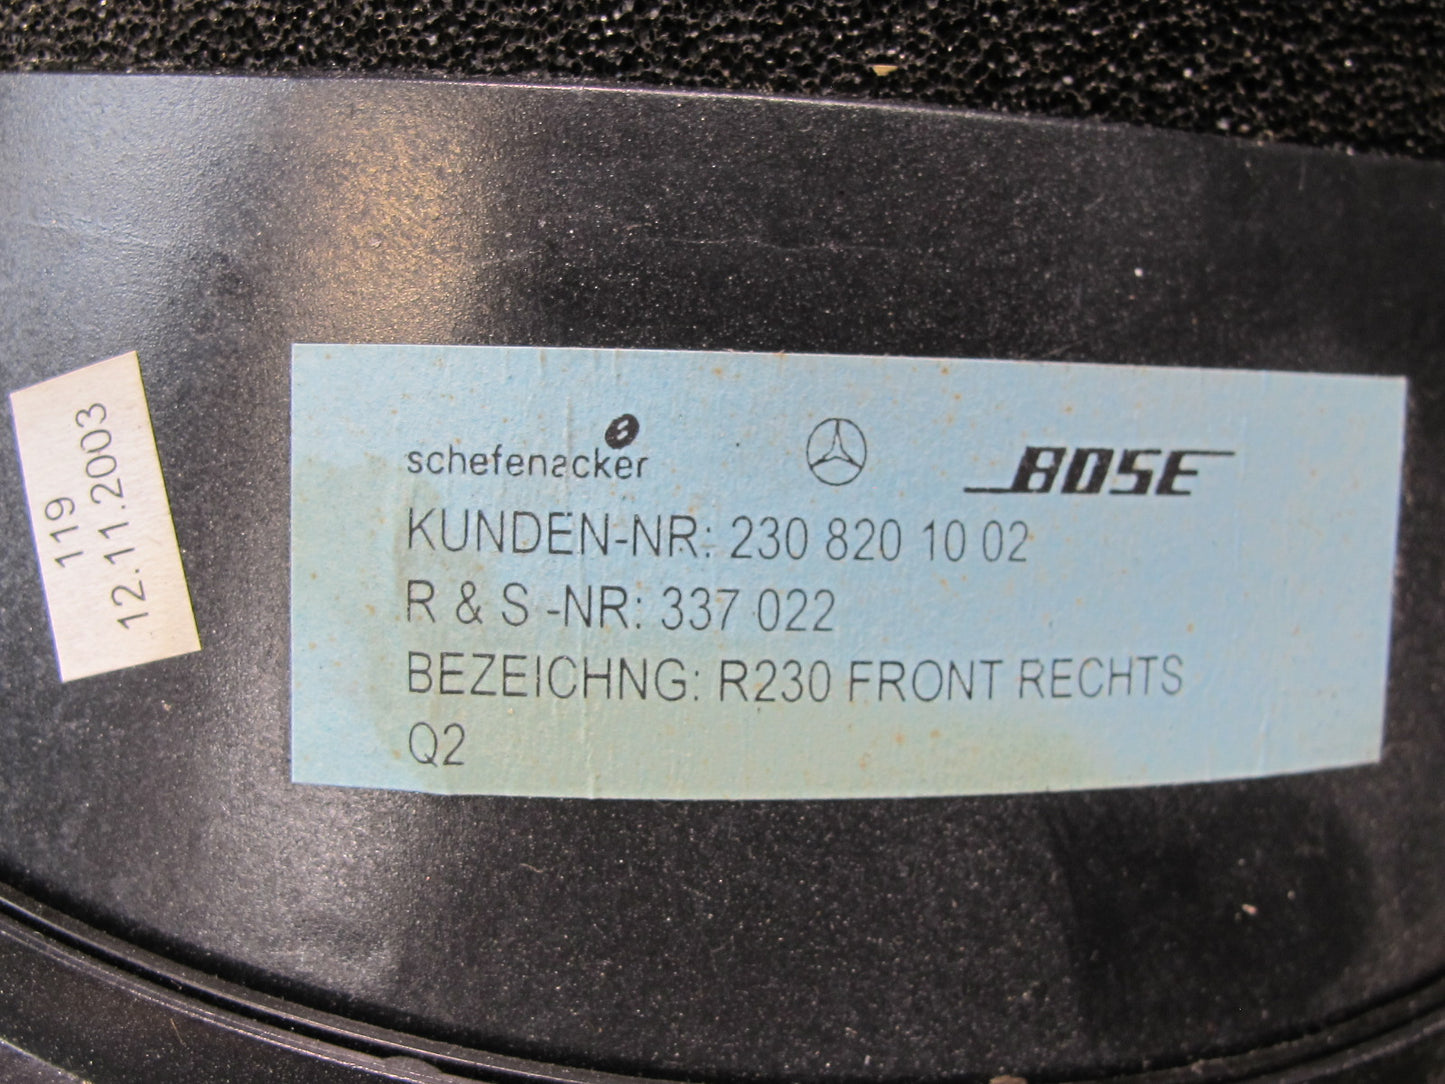 119
12.11.2003
schefenacker
BOSE
KUNDEN-NR: 230 820 10 02
R & S -NR: 337 022
BEZEICHNG: R230 FRONT RECHTS
Q2